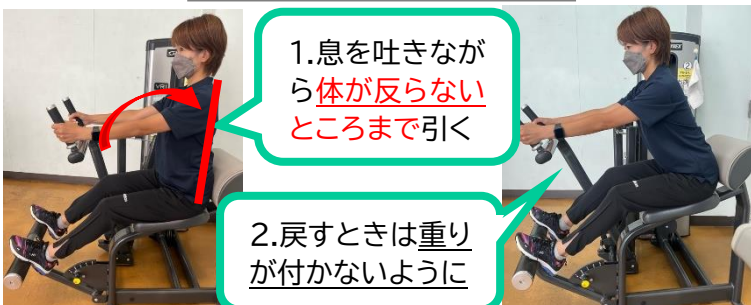 1.息を吐きなが
ら体が反らない
ところまで引く
2.戻すときは重り
が付かないように